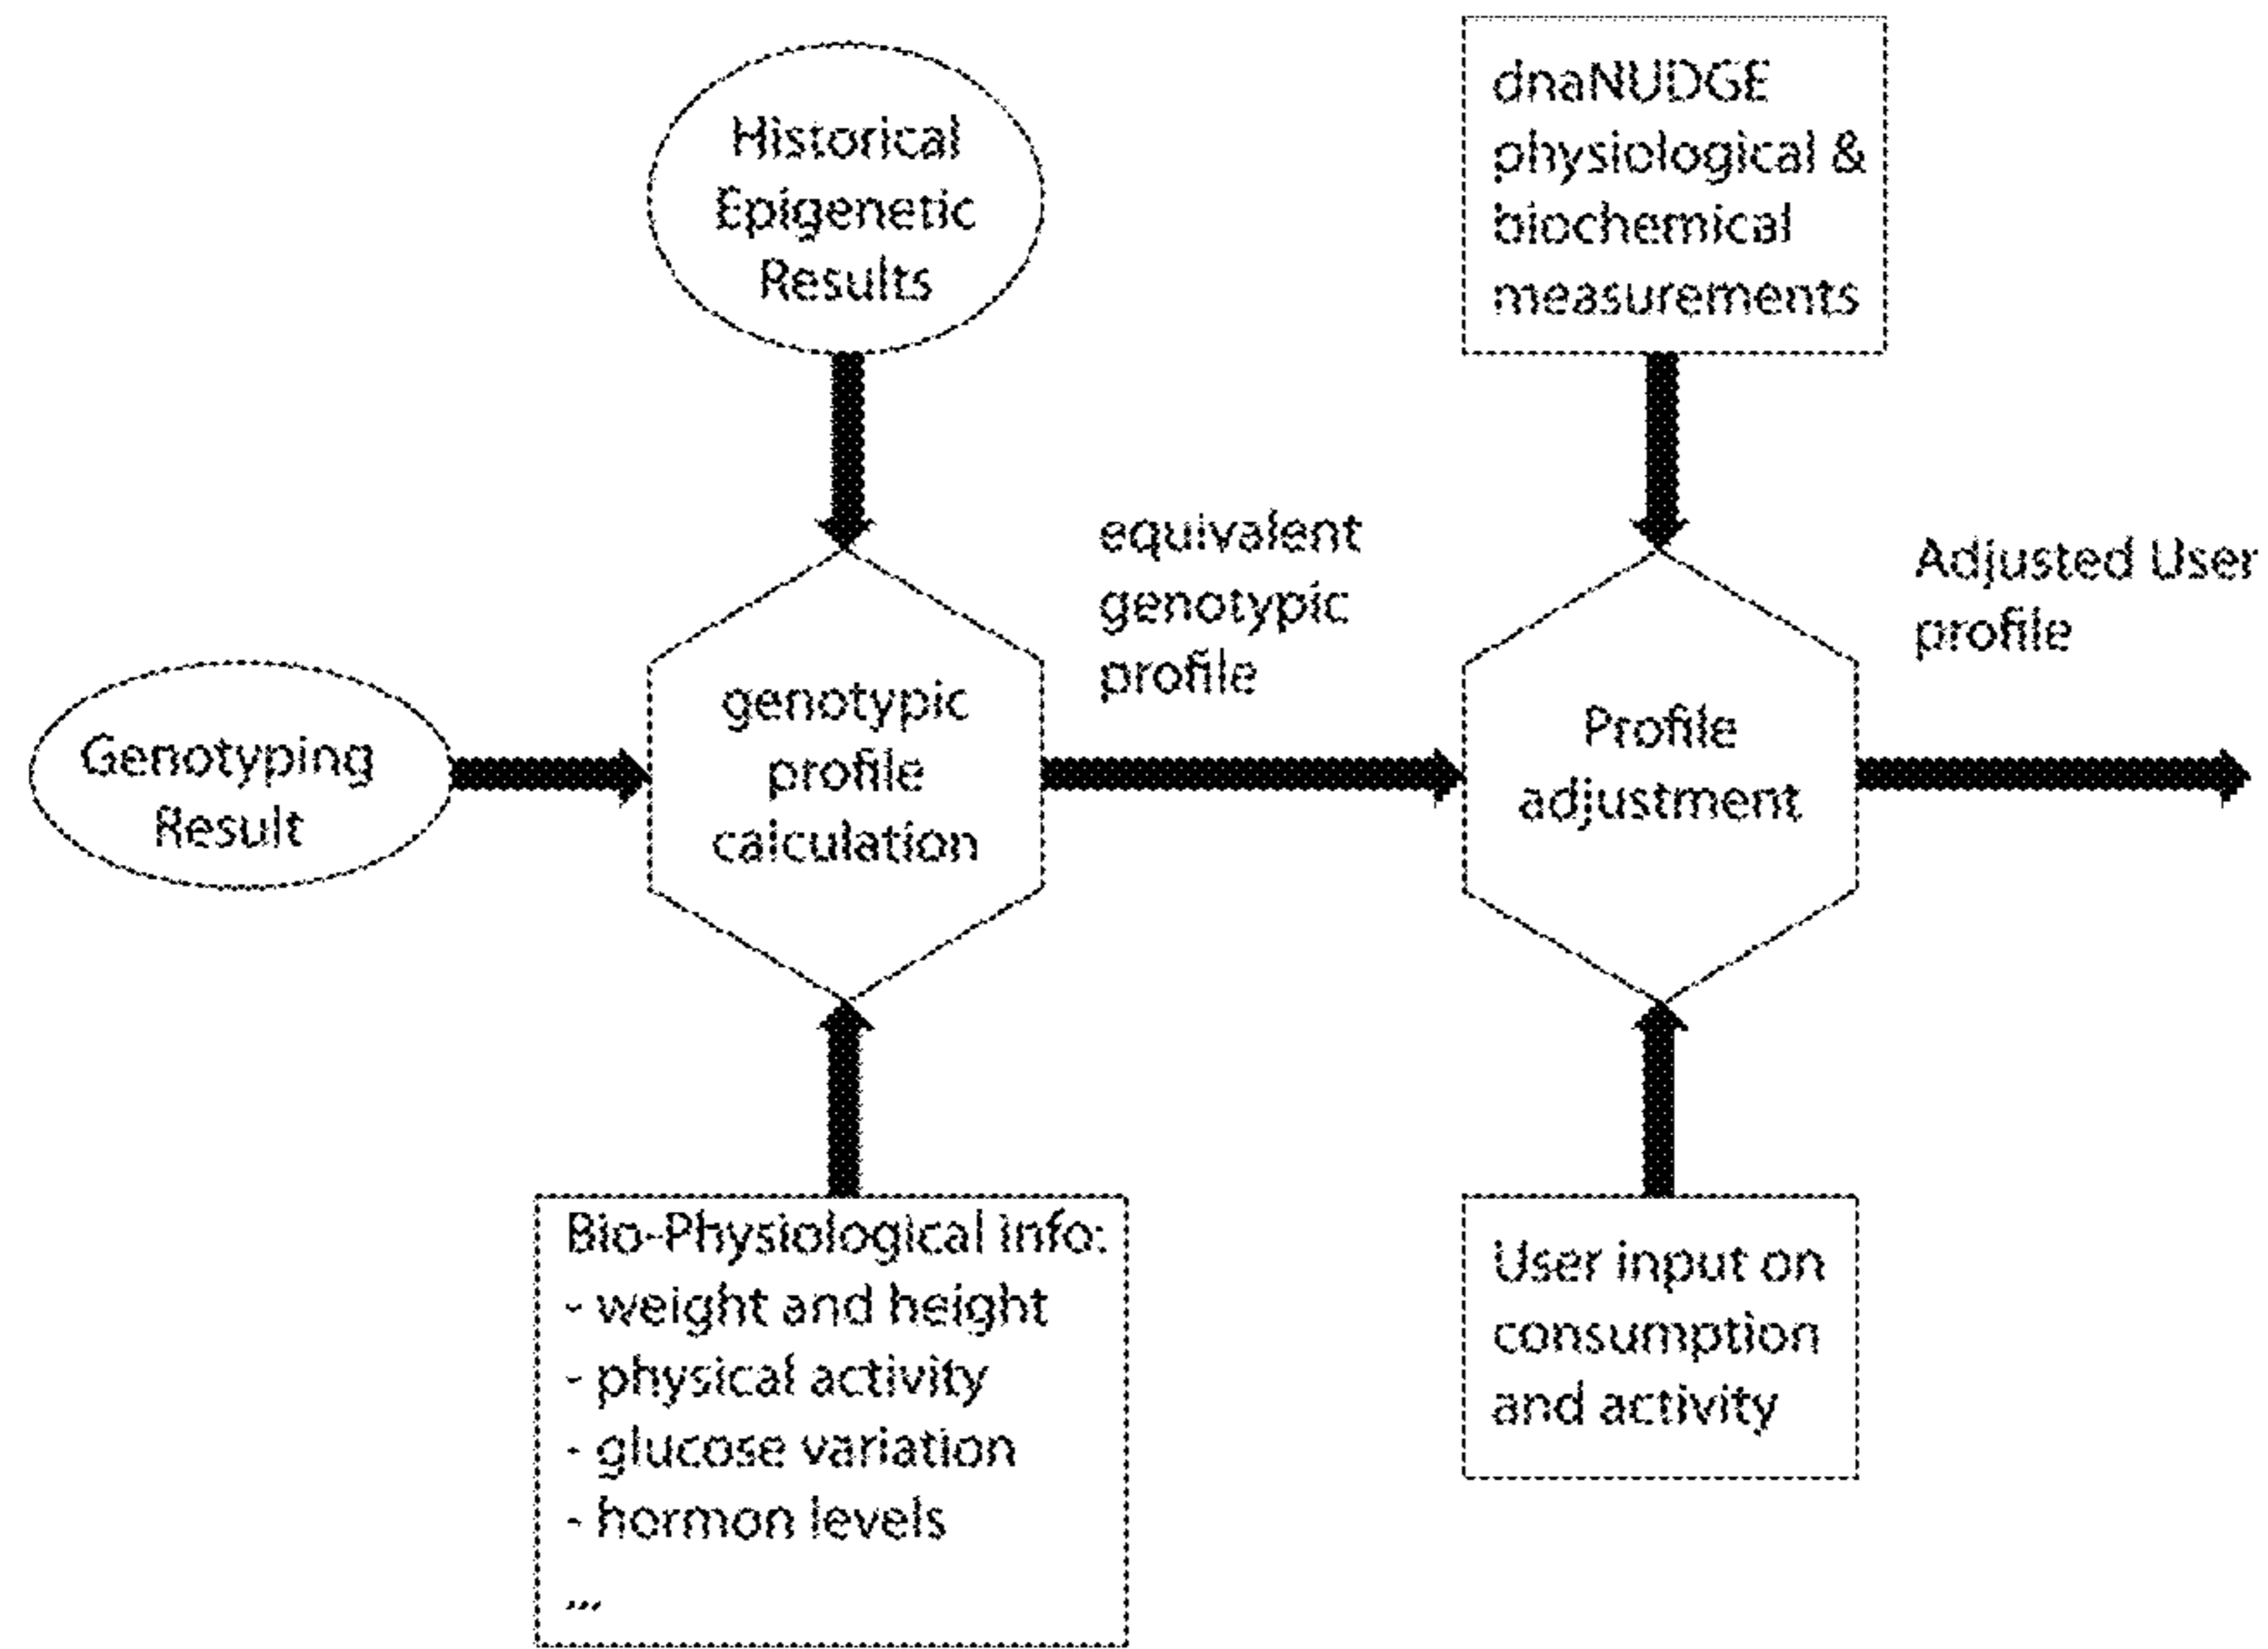 Historical
Epigenetic
Results
dnaNUDGE
physiological &
biochemical
measurements
equivalent
genotypic
profile
Adjusted User
profile
Genotyping
Result
genotypic
profile
calculation
Profile
adjustment
Bio-Physiological info:
- weight and height
- physical activity
- glucose variation
- hormon levels
...
User input on
consumption
and activity